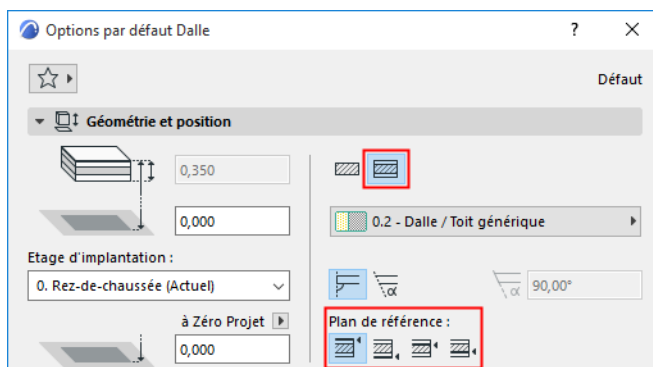 Options par défaut Dalle
?
Défaut
Géométrie et position
0,350
0,000
0.2 - Dalle / Toit générique
Etage d'implantation :
0. Rez-de-chaussée (Actuel)
α
α
90,00°
à Zéro Projet
Plan de référence :
0,000